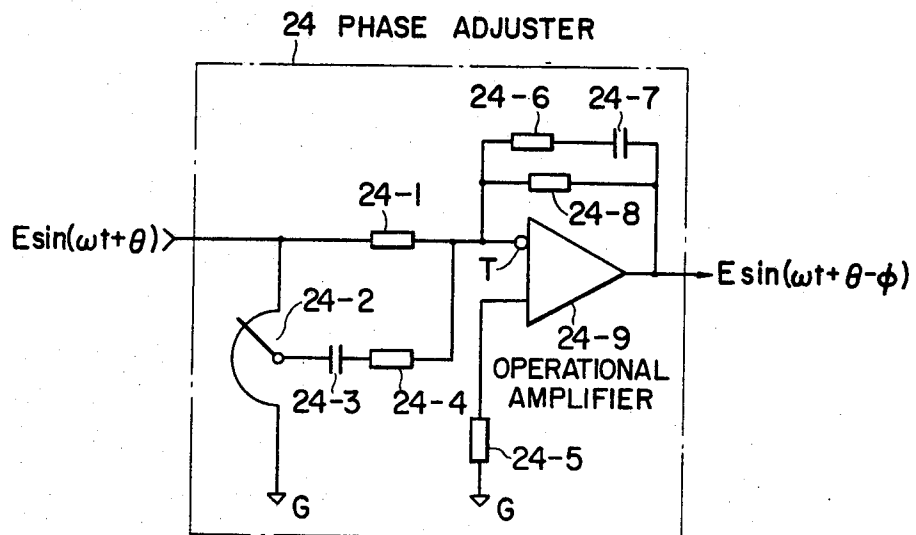 24 PHASE ADJUSTER
24-6
24-7
24-8
24-1
Esin(ωt+θ)
T
Esin(ωt+θ-ϕ)
24-2
24-9
OPERATIONAL
AMPLIFIER
24-3
24-4
24-5
G
G